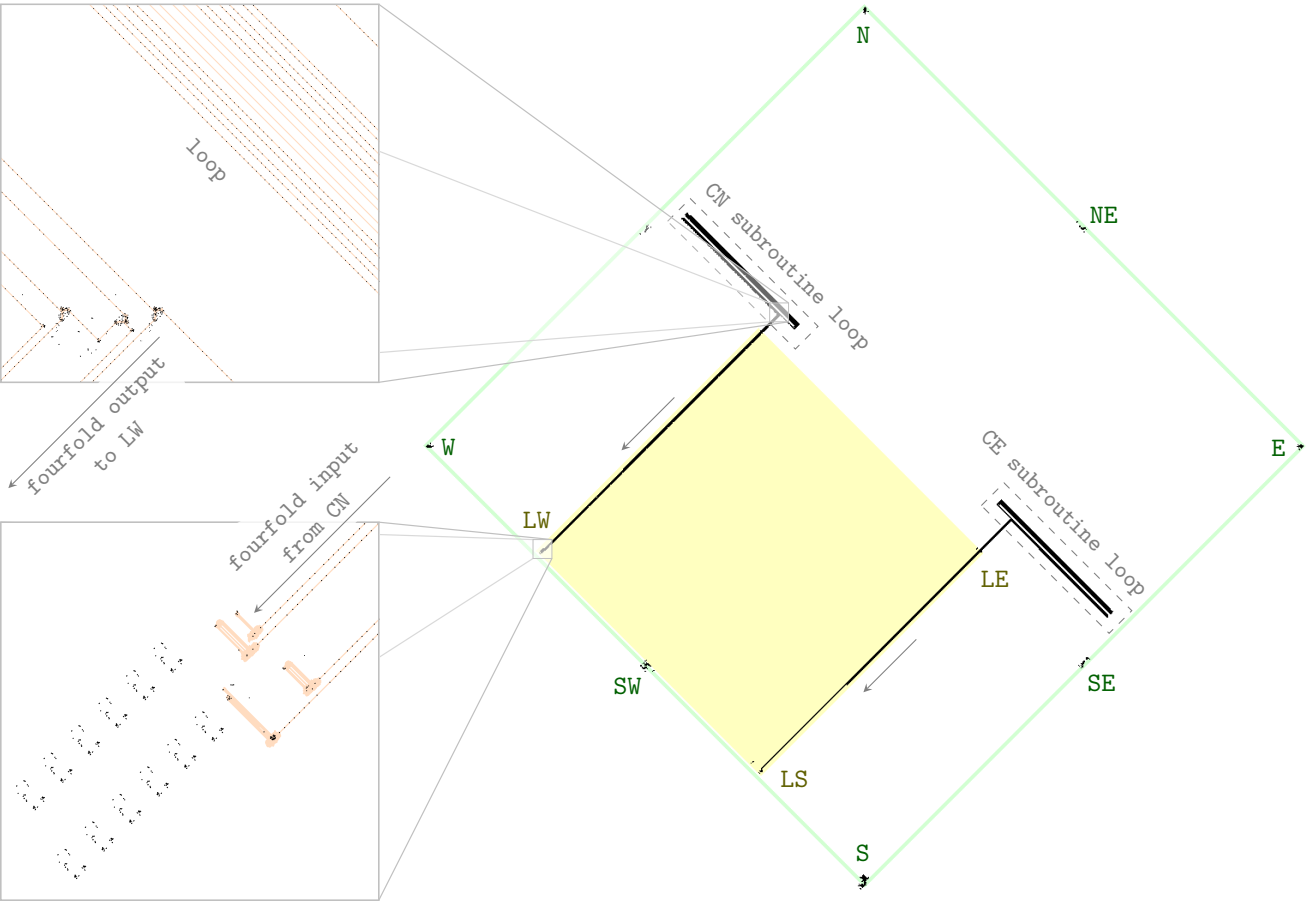 N
NE
CN subroutine loop
loop
fourfold output
to LW
W
E
CE subroutine loop
fourfold input
from CN
LW
LE
SW
SE
LS
S